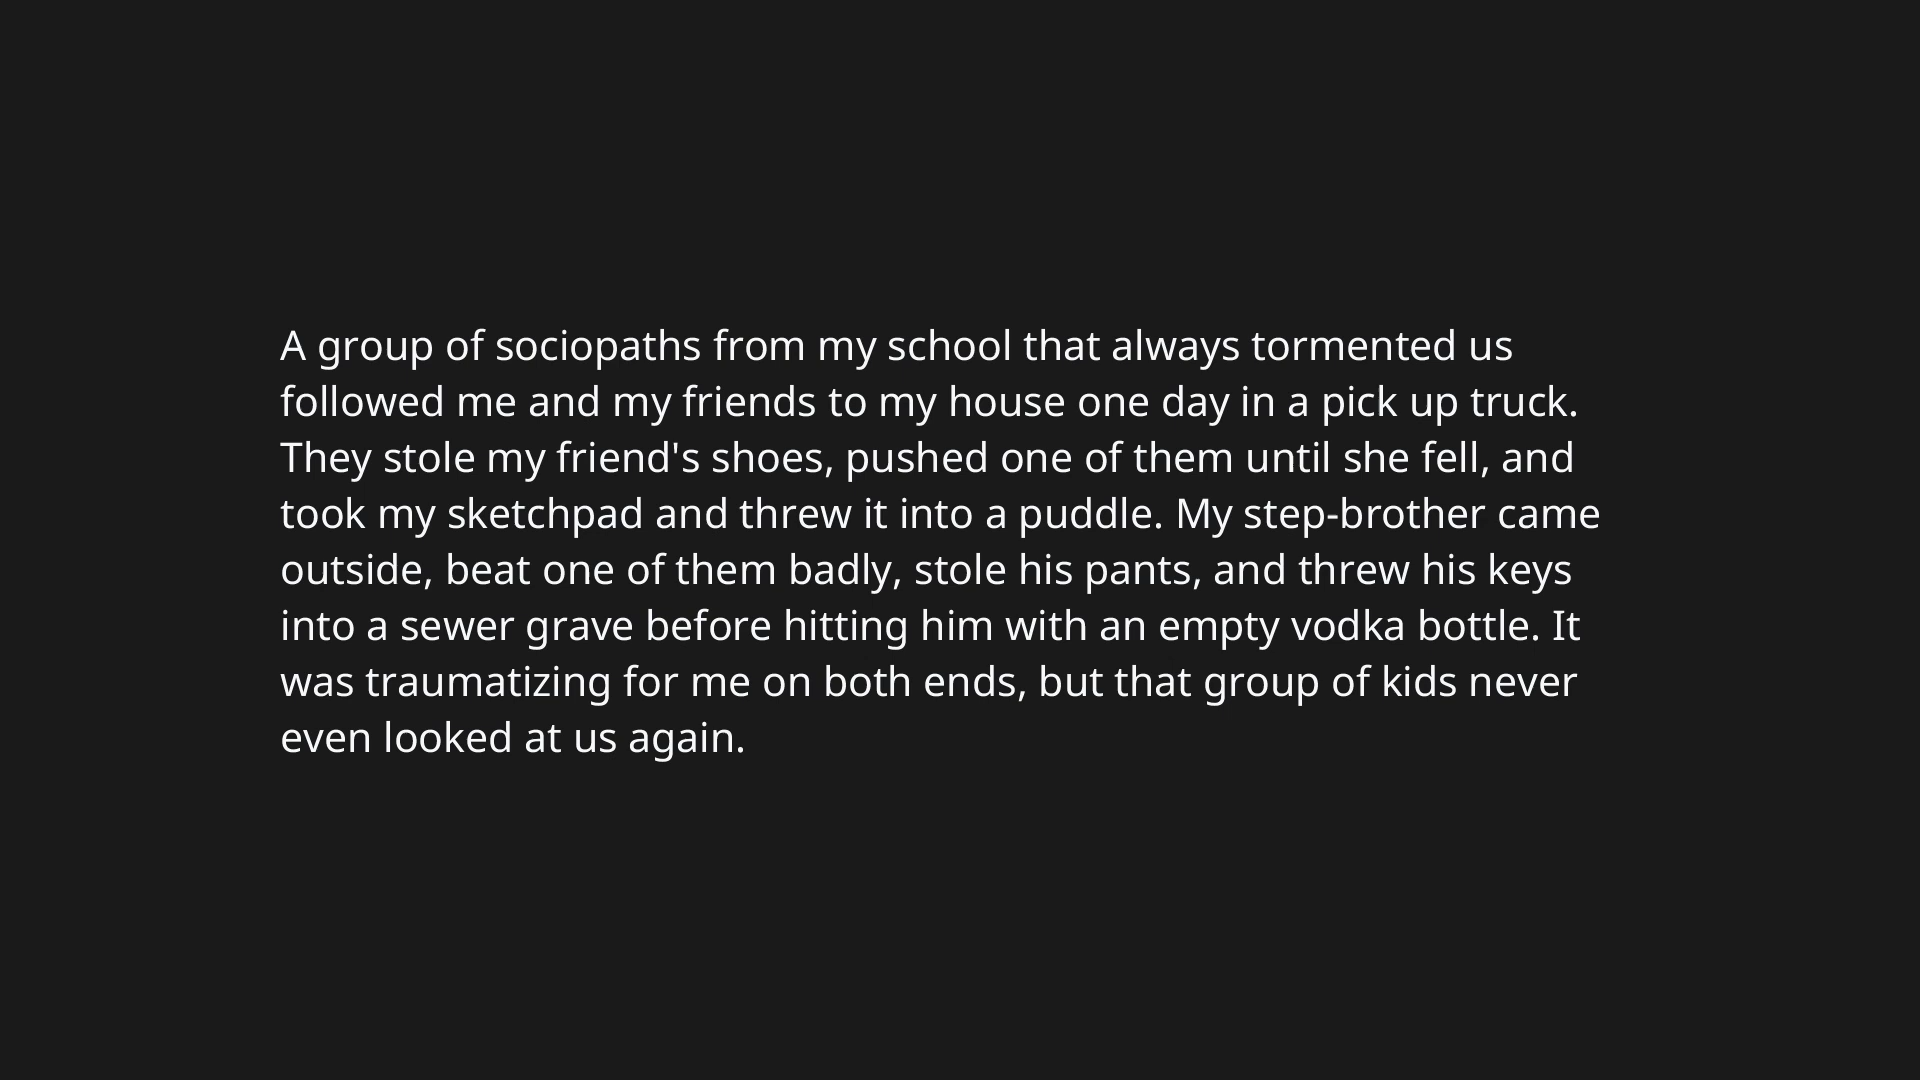 A group of sociopaths from my school that always tormented us
followed me and my friends to my house one day in a pick up truck.
They stole my friend's shoes, pushed one of them until she fell, and
took my sketchpad and threw it into a puddle. My step-brother came
outside, beat one of them badly, stole his pants, and threw his keys
into a sewer grave before hitting him with an empty vodka bottle. It
was traumatizing for me on both ends, but that group of kids never
even looked at us again.